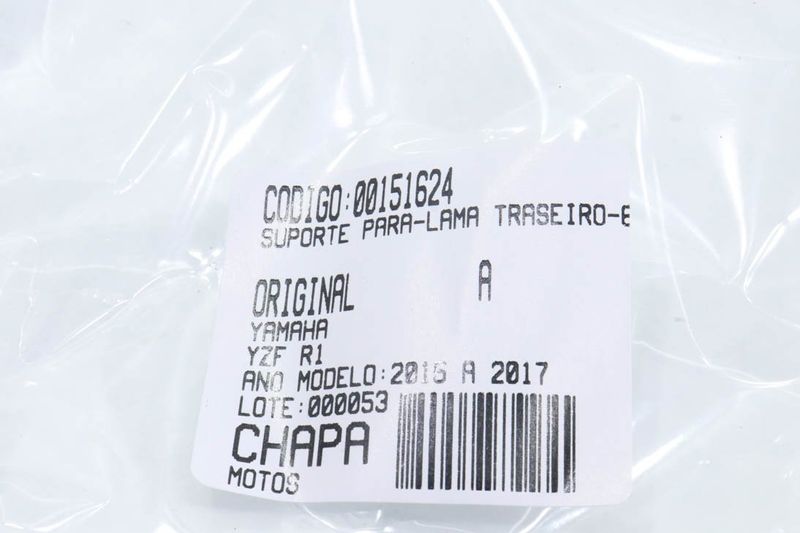 CODIGO:00151624
SUPORTE PARA-LAMA TRASEIRO-E
ORIGINAL A
YAMAHA
YZF R1
ANO MODELO:2015 A 2017
LOTE:000053
CHAPA
MOTOS